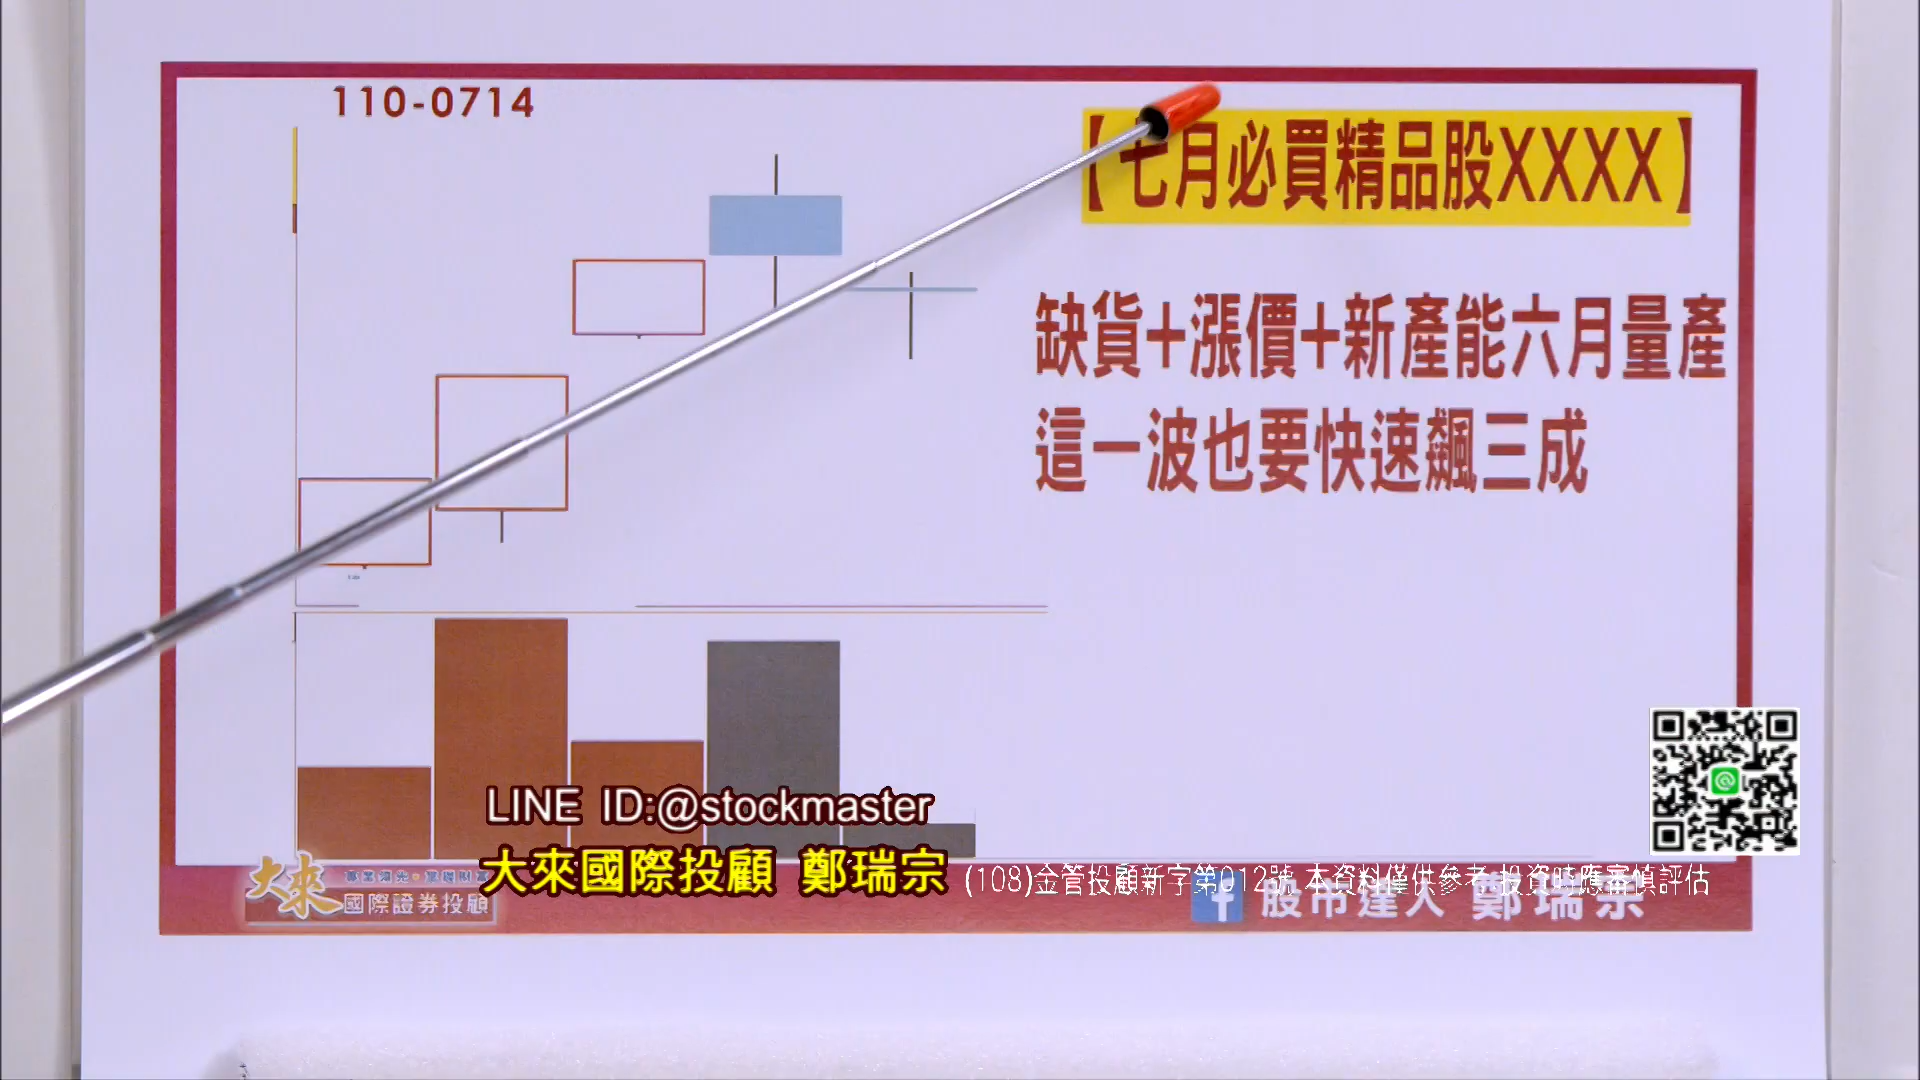 110-0714
【七月必買精品股XXXX】
缺貨+漲價+新產能六月量產
這一波也要快速飆三成
LINE ID:@stockmaster
大來國際投顧 鄭瑞宗
(108)金管投顧新字第012號 本資料僅供參考 投資時應審慎評估
大來
國際證券投顧
股市達人 鄭瑞宗